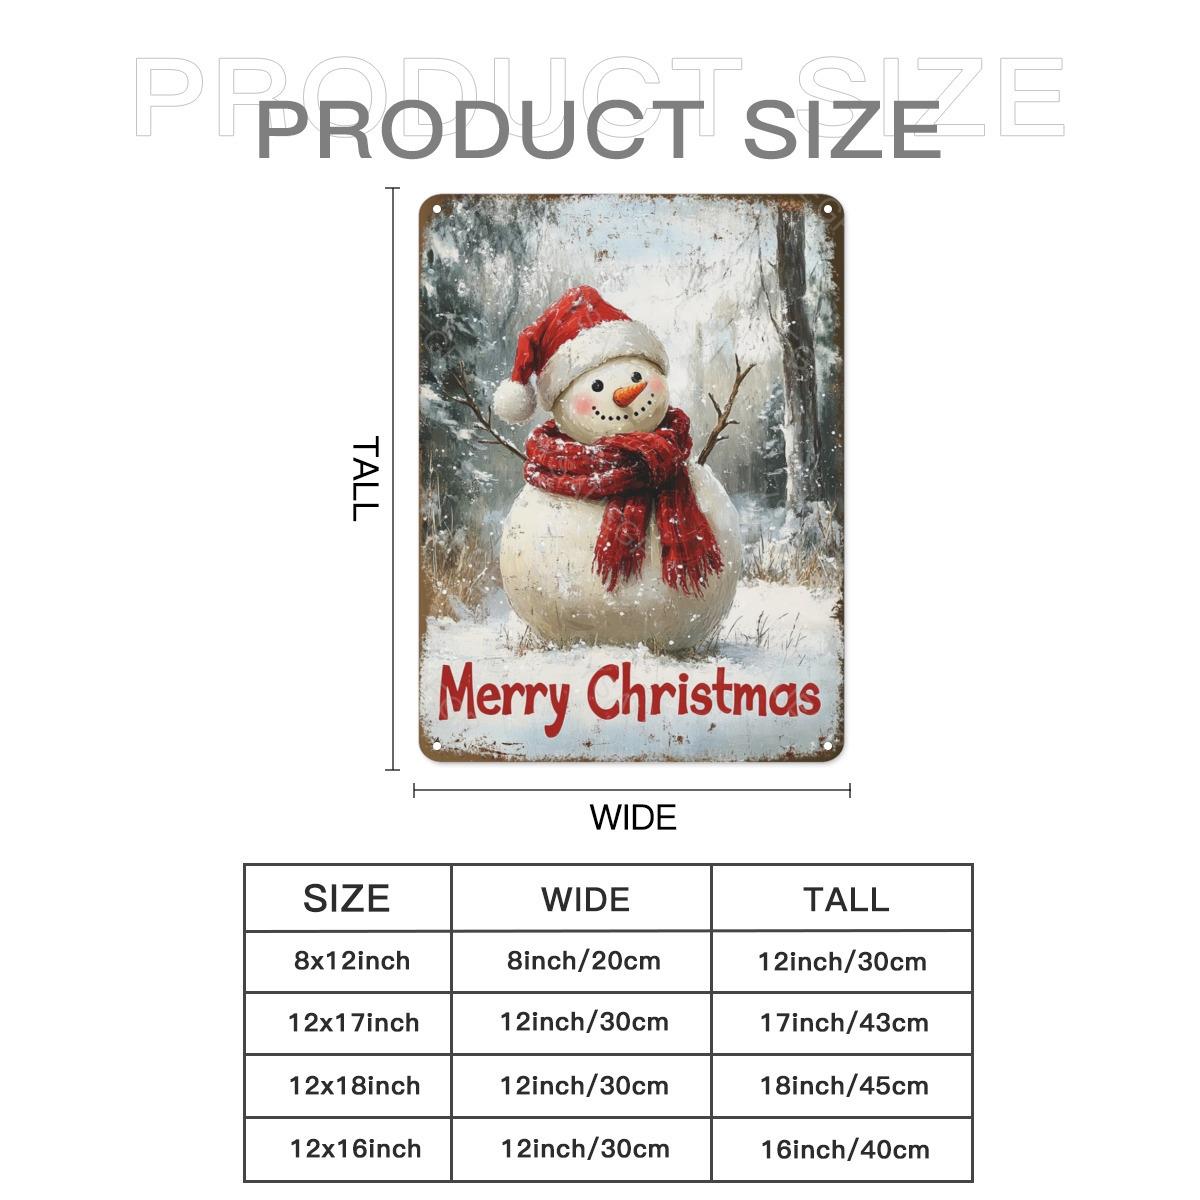 PRODUCT SIZE
PRODUCT SIZE
TALL
Merry Christmas
WIDE
SIZE WIDE TALL
8x12inch 8inch/20cm 12inch/30cm
12x17inch 12inch/30cm 17inch/43cm
12x18inch 12inch/30cm 18inch/45cm
12x16inch 12inch/30cm 16inch/40cm